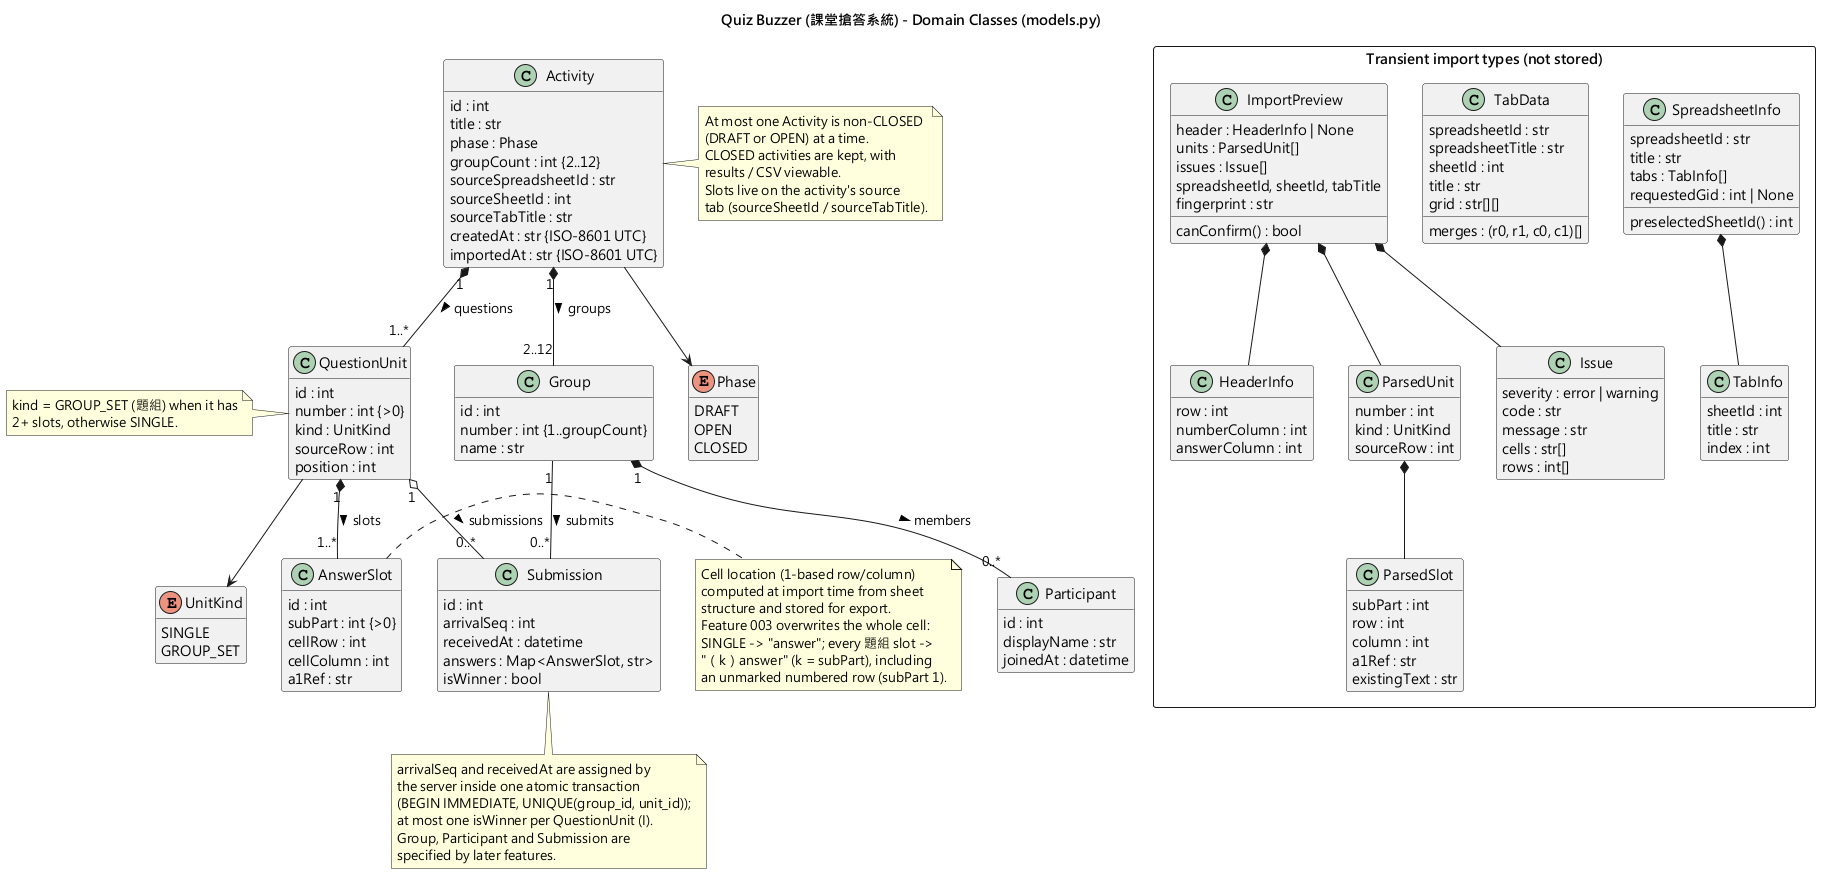 Quiz Buzzer (課堂搶答系統) - Domain Classes (models.py)
C Activity
id : int
title : str
phase : Phase
groupCount : int {2..12}
sourceSpreadsheetId : str
sourceSheetId : int
sourceTabTitle : str
createdAt : str {ISO-8601 UTC}
importedAt : str {ISO-8601 UTC}
At most one Activity is non-CLOSED
(DRAFT or OPEN) at a time.
CLOSED activities are kept, with
results / CSV viewable.
Slots live on the activity's source
tab (sourceSheetId / sourceTabTitle).
1
questions
1..*
1
groups
2..12
C QuestionUnit
id : int
number : int {>0}
kind : UnitKind
sourceRow : int
position : int
kind = GROUP_SET (題組) when it has
2+ slots, otherwise SINGLE.
C Group
id : int
number : int {1..groupCount}
name : str
E Phase
DRAFT
OPEN
CLOSED
1
slots
1..*
1
submissions
0..*
1
submits
0..*
1
members
0..*
E UnitKind
SINGLE
GROUP_SET
C AnswerSlot
id : int
subPart : int {>0}
cellRow : int
cellColumn : int
a1Ref : str
C Submission
id : int
arrivalSeq : int
receivedAt : datetime
answers : Map<AnswerSlot, str>
isWinner : bool
Cell location (1-based row/column)
computed at import time from sheet
structure and stored for export.
Feature 003 overwrites the whole cell:
SINGLE -> "answer"; every 題組 slot ->
"（k）answer" (k = subPart), including
an unmarked numbered row (subPart 1).
C Participant
id : int
displayName : str
joinedAt : datetime
arrivalSeq and receivedAt are assigned by
the server inside one atomic transaction
(BEGIN IMMEDIATE, UNIQUE(group_id, unit_id));
at most one isWinner per QuestionUnit (I).
Group, Participant and Submission are
specified by later features.
Transient import types (not stored)
C ImportPreview
header : HeaderInfo | None
units : ParsedUnit[]
issues : Issue[]
spreadsheetId, sheetId, tabTitle
fingerprint : str
canConfirm() : bool
C TabData
spreadsheetId : str
spreadsheetTitle : str
sheetId : int
title : str
grid : str[][]
merges : (r0, r1, c0, c1)[]
C SpreadsheetInfo
spreadsheetId : str
title : str
tabs : TabInfo[]
requestedGid : int | None
preselectedSheetId() : int
C HeaderInfo
row : int
numberColumn : int
answerColumn : int
C ParsedUnit
number : int
kind : UnitKind
sourceRow : int
C Issue
severity : error | warning
code : str
message : str
cells : str[]
rows : int[]
C TabInfo
sheetId : int
title : str
index : int
C ParsedSlot
subPart : int
row : int
column : int
a1Ref : str
existingText : str